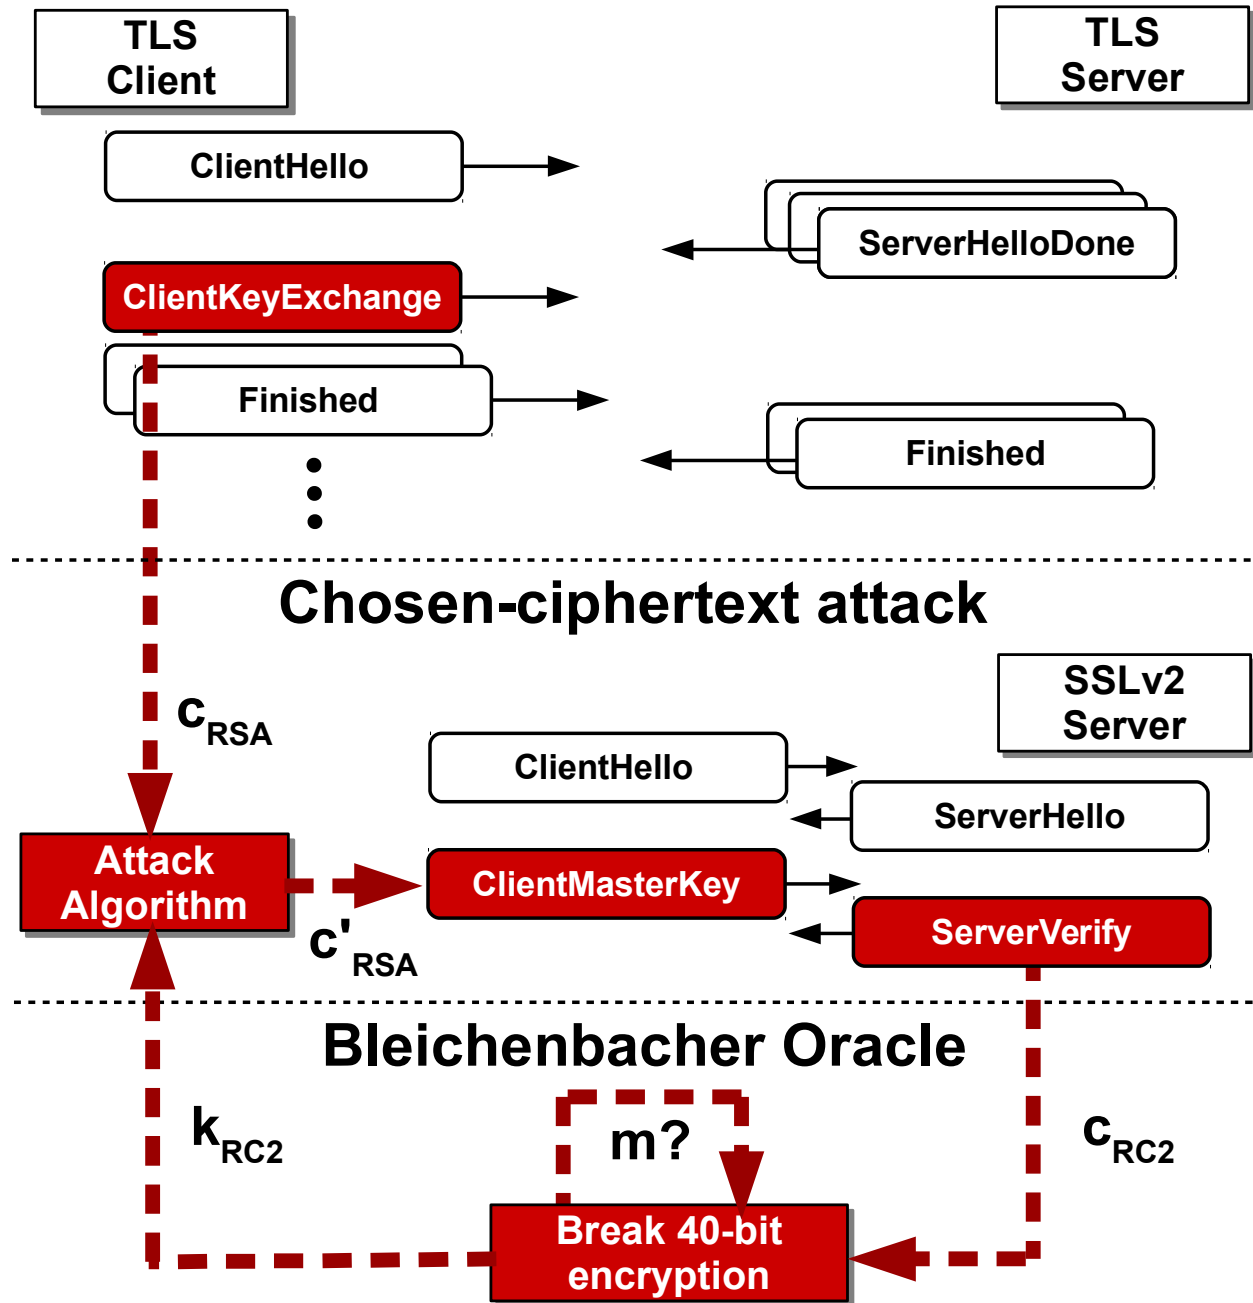 TLS
Client
TLS
Server
ClientHello
ServerHelloDone
ClientKeyExchange
Finished
Finished
Chosen-ciphertext attack
cRSA
SSLv2
Server
ClientHello
ServerHello
Attack
Algorithm
ClientMasterKey
c'RSA
ServerVerify
Bleichenbacher Oracle
kRC2
m?
cRC2
Break 40-bit
encryption